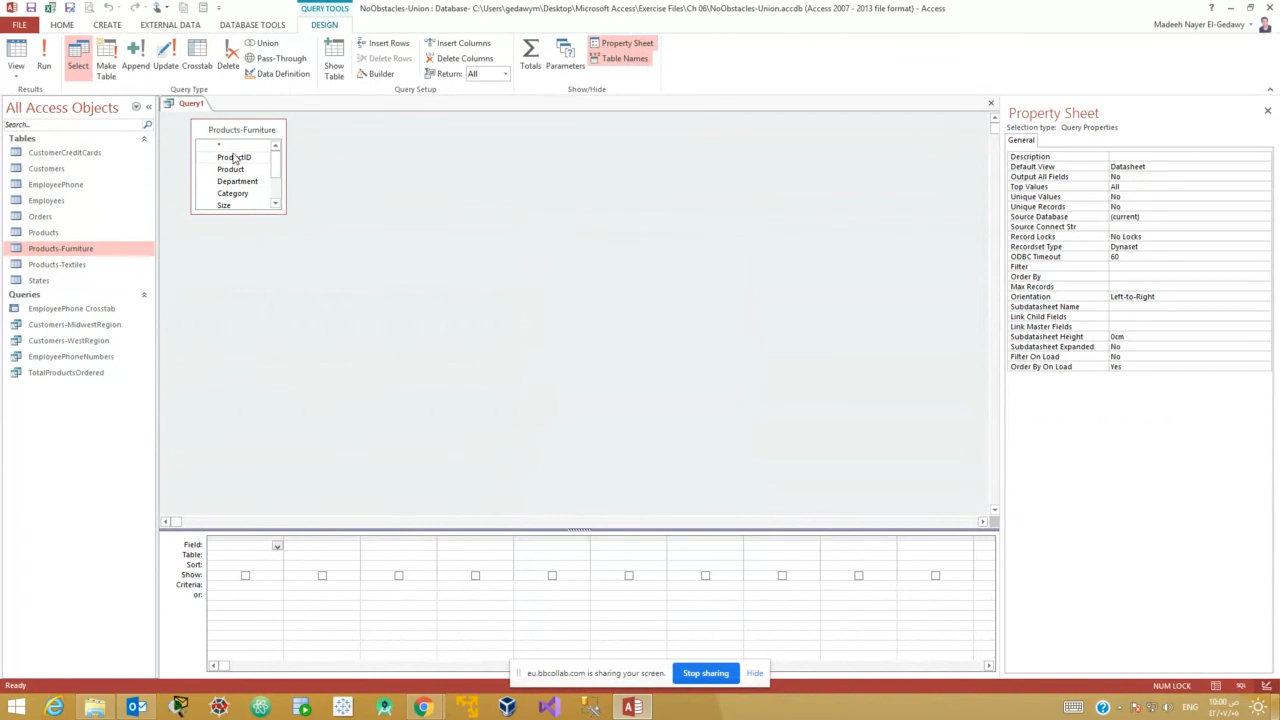 QUERY TOOLS
NoObstacles-Union : Database- C:\Users\gedawym\Desktop\Microsoft Access\Exercise Files\Ch 06\NoObstacles-Union.accdb (Access 2007 - 2013 file format) - Access
FILE HOME CREATE EXTERNAL DATA DATABASE TOOLS DESIGN
Madeeh Nayer El-Gedawy
View Run Select Make Table Append Update Crosstab Delete
Union
Pass-Through
Data Definition
Show Table
Insert Rows
Delete Rows
Builder
Insert Columns
Delete Columns
Return: All
Totals Parameters
Property Sheet
Table Names
Results Query Type Query Setup Show/Hide
All Access Objects
Search...
Tables
CustomerCreditCards
Customers
EmployeePhone
Employees
Orders
Products
Products-Furniture
Products-Textiles
States
Queries
EmployeePhone Crosstab
Customers-MidwestRegion
Customers-WestRegion
EmployeePhoneNumbers
TotalProductsOrdered
Query1
Products-Furniture
*
ProductID
Product
Department
Category
Size
Field:
Table:
Sort:
Show:
Criteria:
or:
Property Sheet
Selection type: Query Properties
General
Description
Default View Datasheet
Output All Fields No
Top Values All
Unique Values No
Unique Records No
Source Database (current)
Source Connect Str
Record Locks No Locks
Recordset Type Dynaset
ODBC Timeout 60
Filter
Order By
Max Records
Orientation Left-to-Right
Subdatasheet Name
Link Child Fields
Link Master Fields
Subdatasheet Height 0cm
Subdatasheet Expanded No
Filter On Load No
Order By On Load Yes
eu.bbcollab.com is sharing your screen. Stop sharing Hide
Ready
NUM LOCK
SQL
ENG
10:00 ص